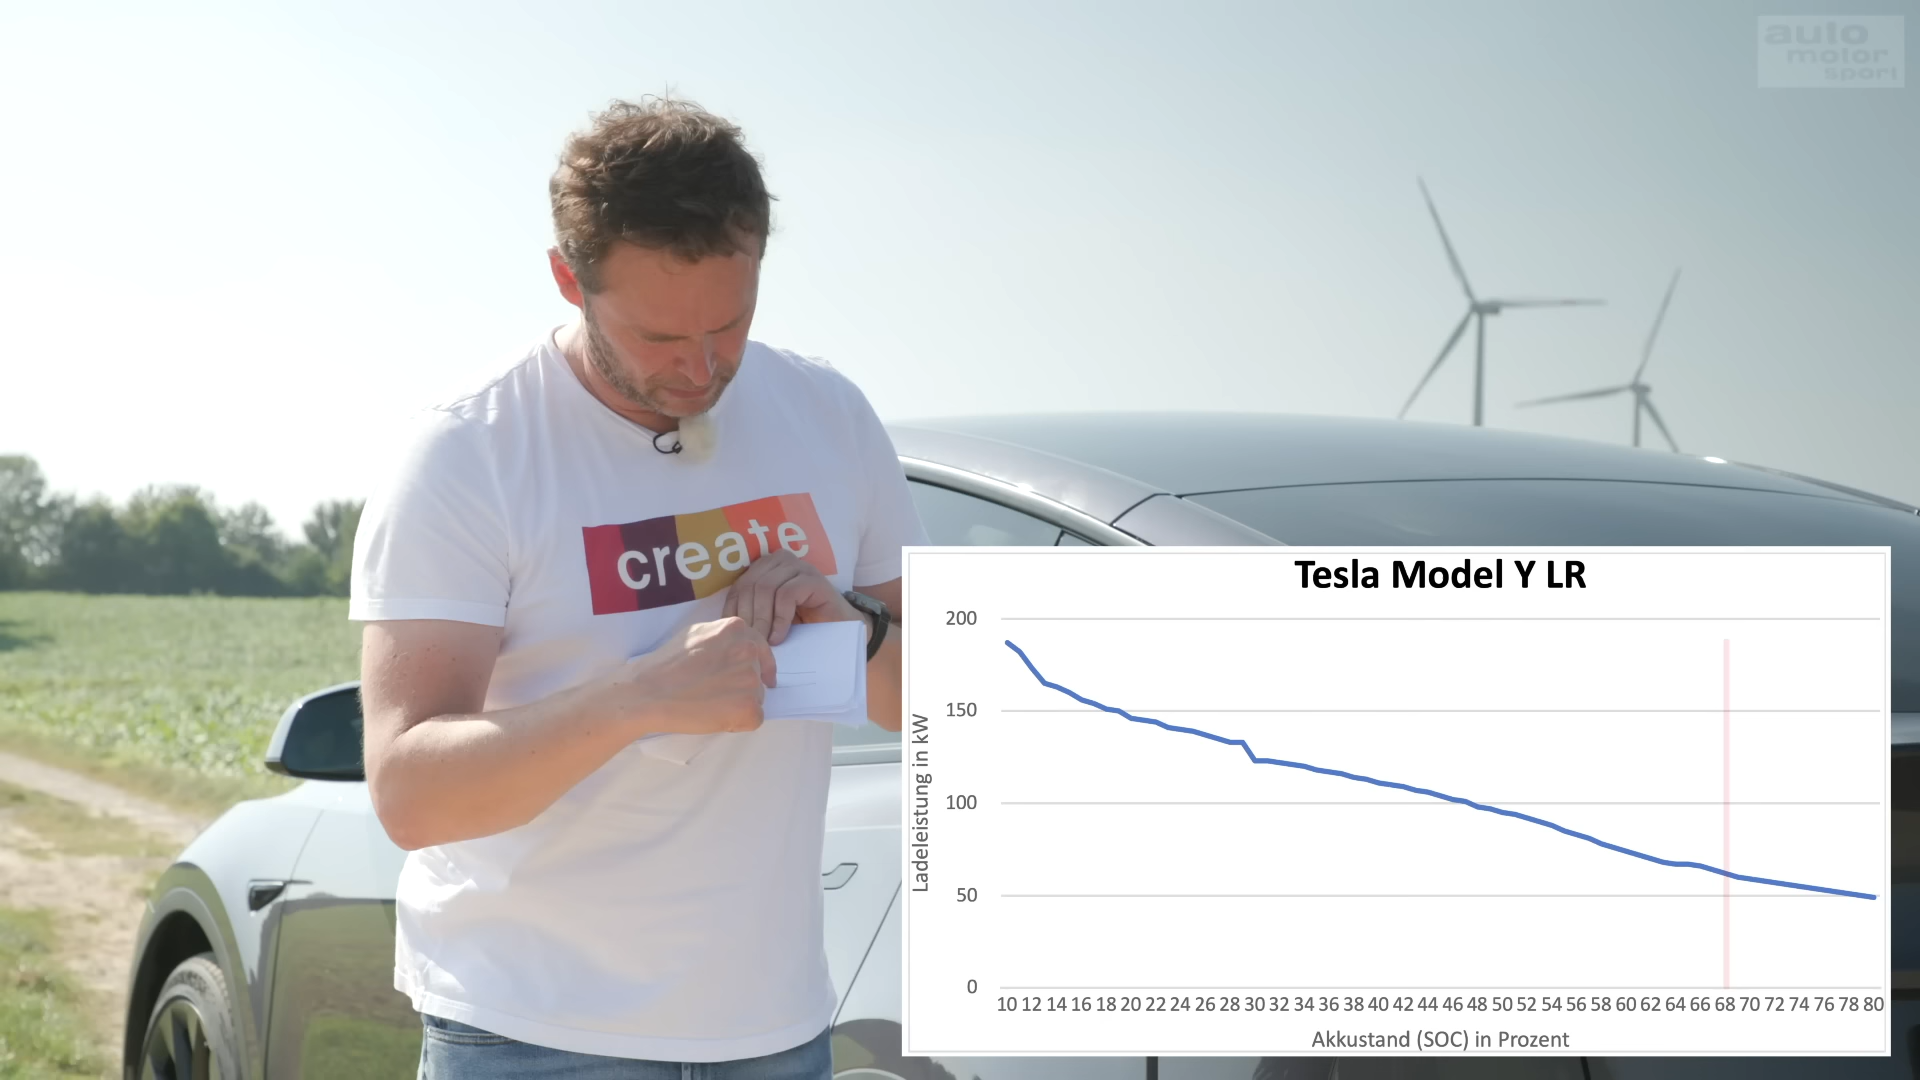 auto
motor
sport
create
Tesla Model Y LR
200
150
100
50
0
Ladeleistung in kW
10 12 14 16 18 20 22 24 26 28 30 32 34 36 38 40 42 44 46 48 50 52 54 56 58 60 62 64 66 68 70 72 74 76 78 80
Akkustand (SOC) in Prozent